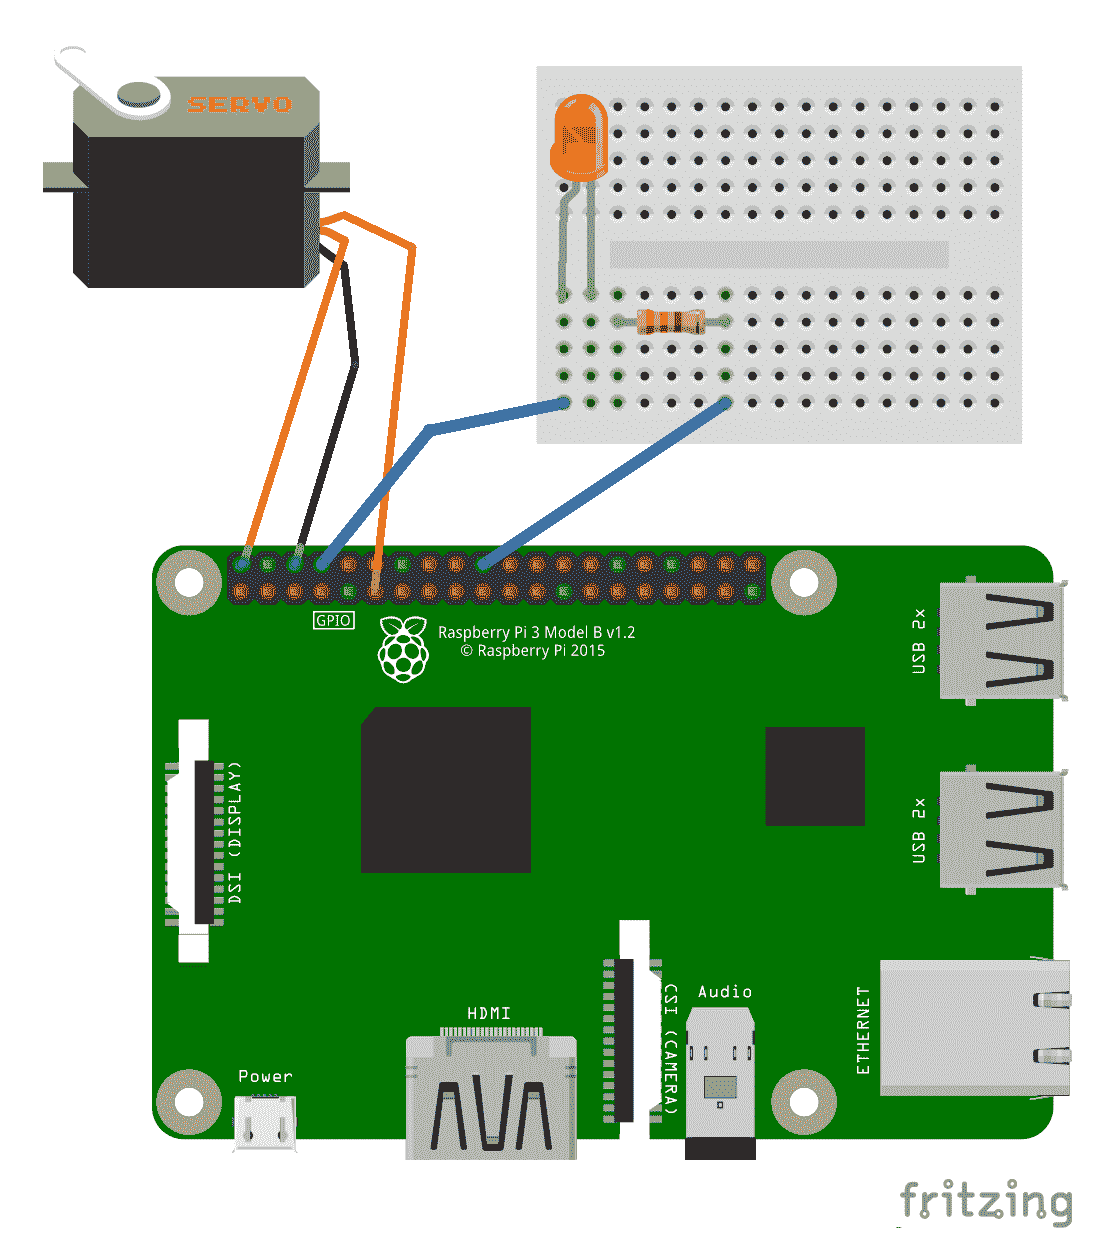 SERVO
GPIO
Raspberry Pi 3 Model B v1.2
© Raspberry Pi 2015
USB 2x
DSI (DISPLAY)
USB 2x
Audio
ETHERNET
HDMI
CSI (CAMERA)
Power
fritzing